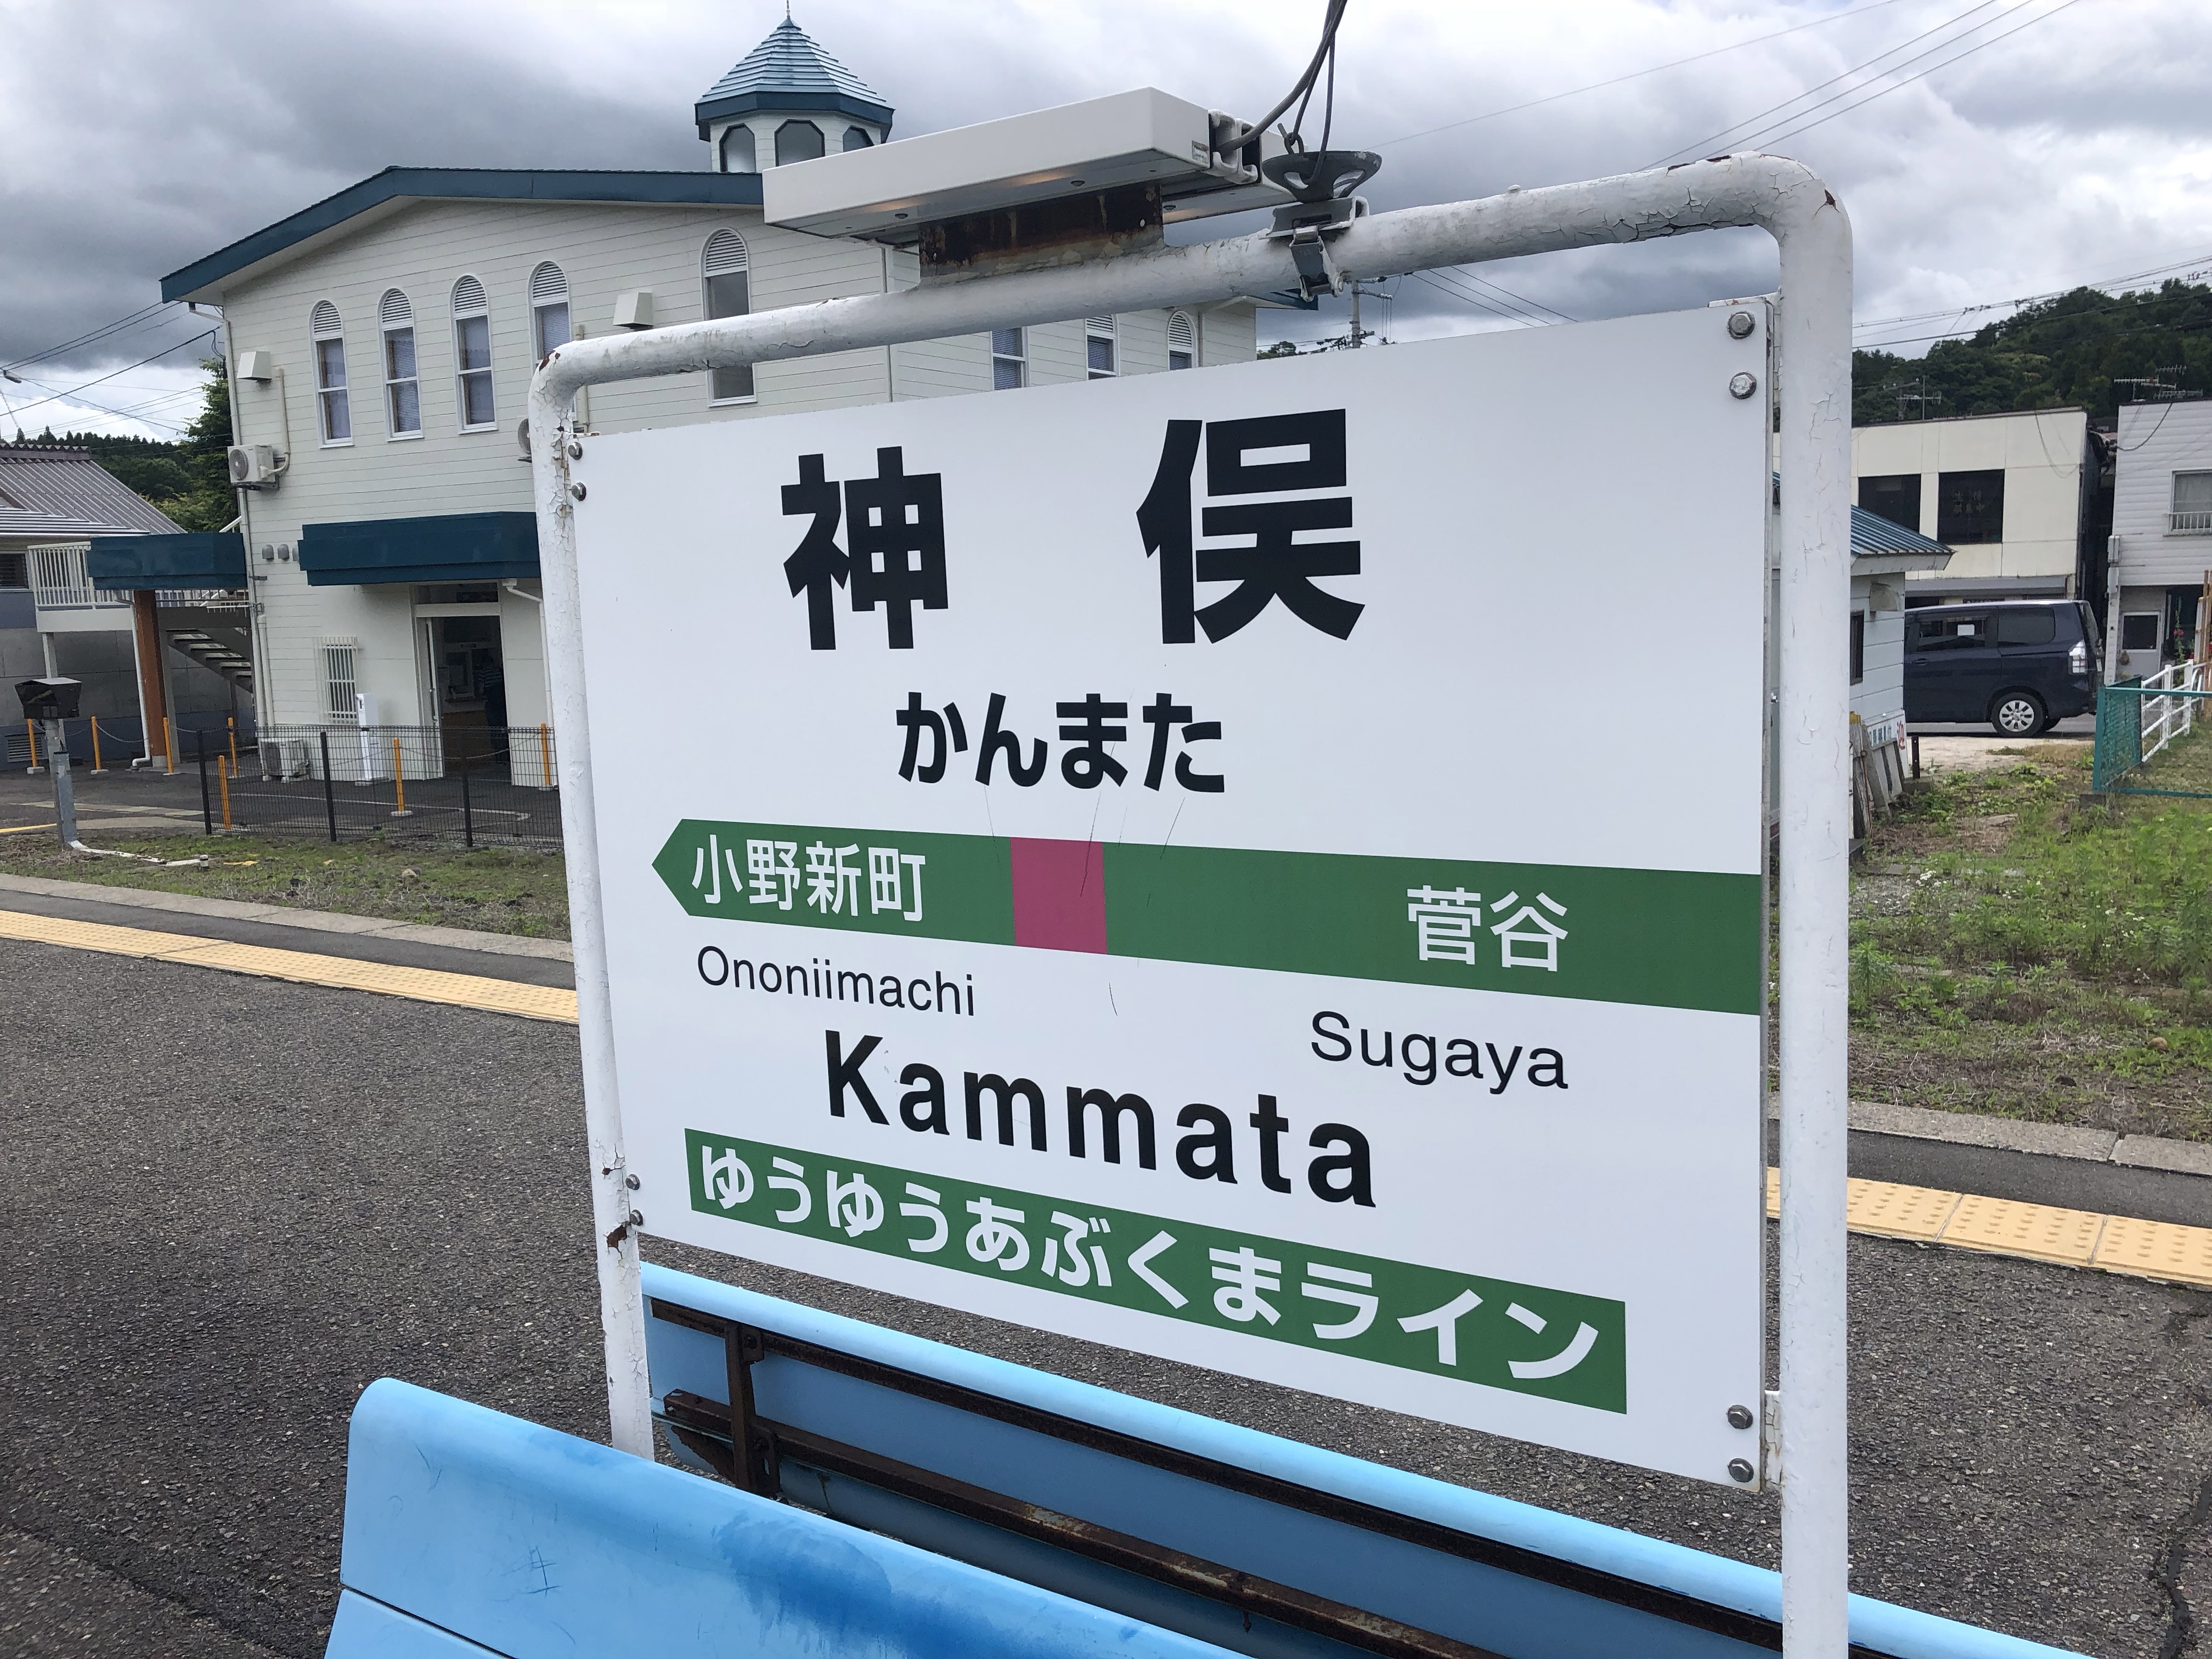 神俣
かんまた
小野新町 菅谷
Ononiimachi Sugaya
Kammata
ゆうゆうあぶくまライン